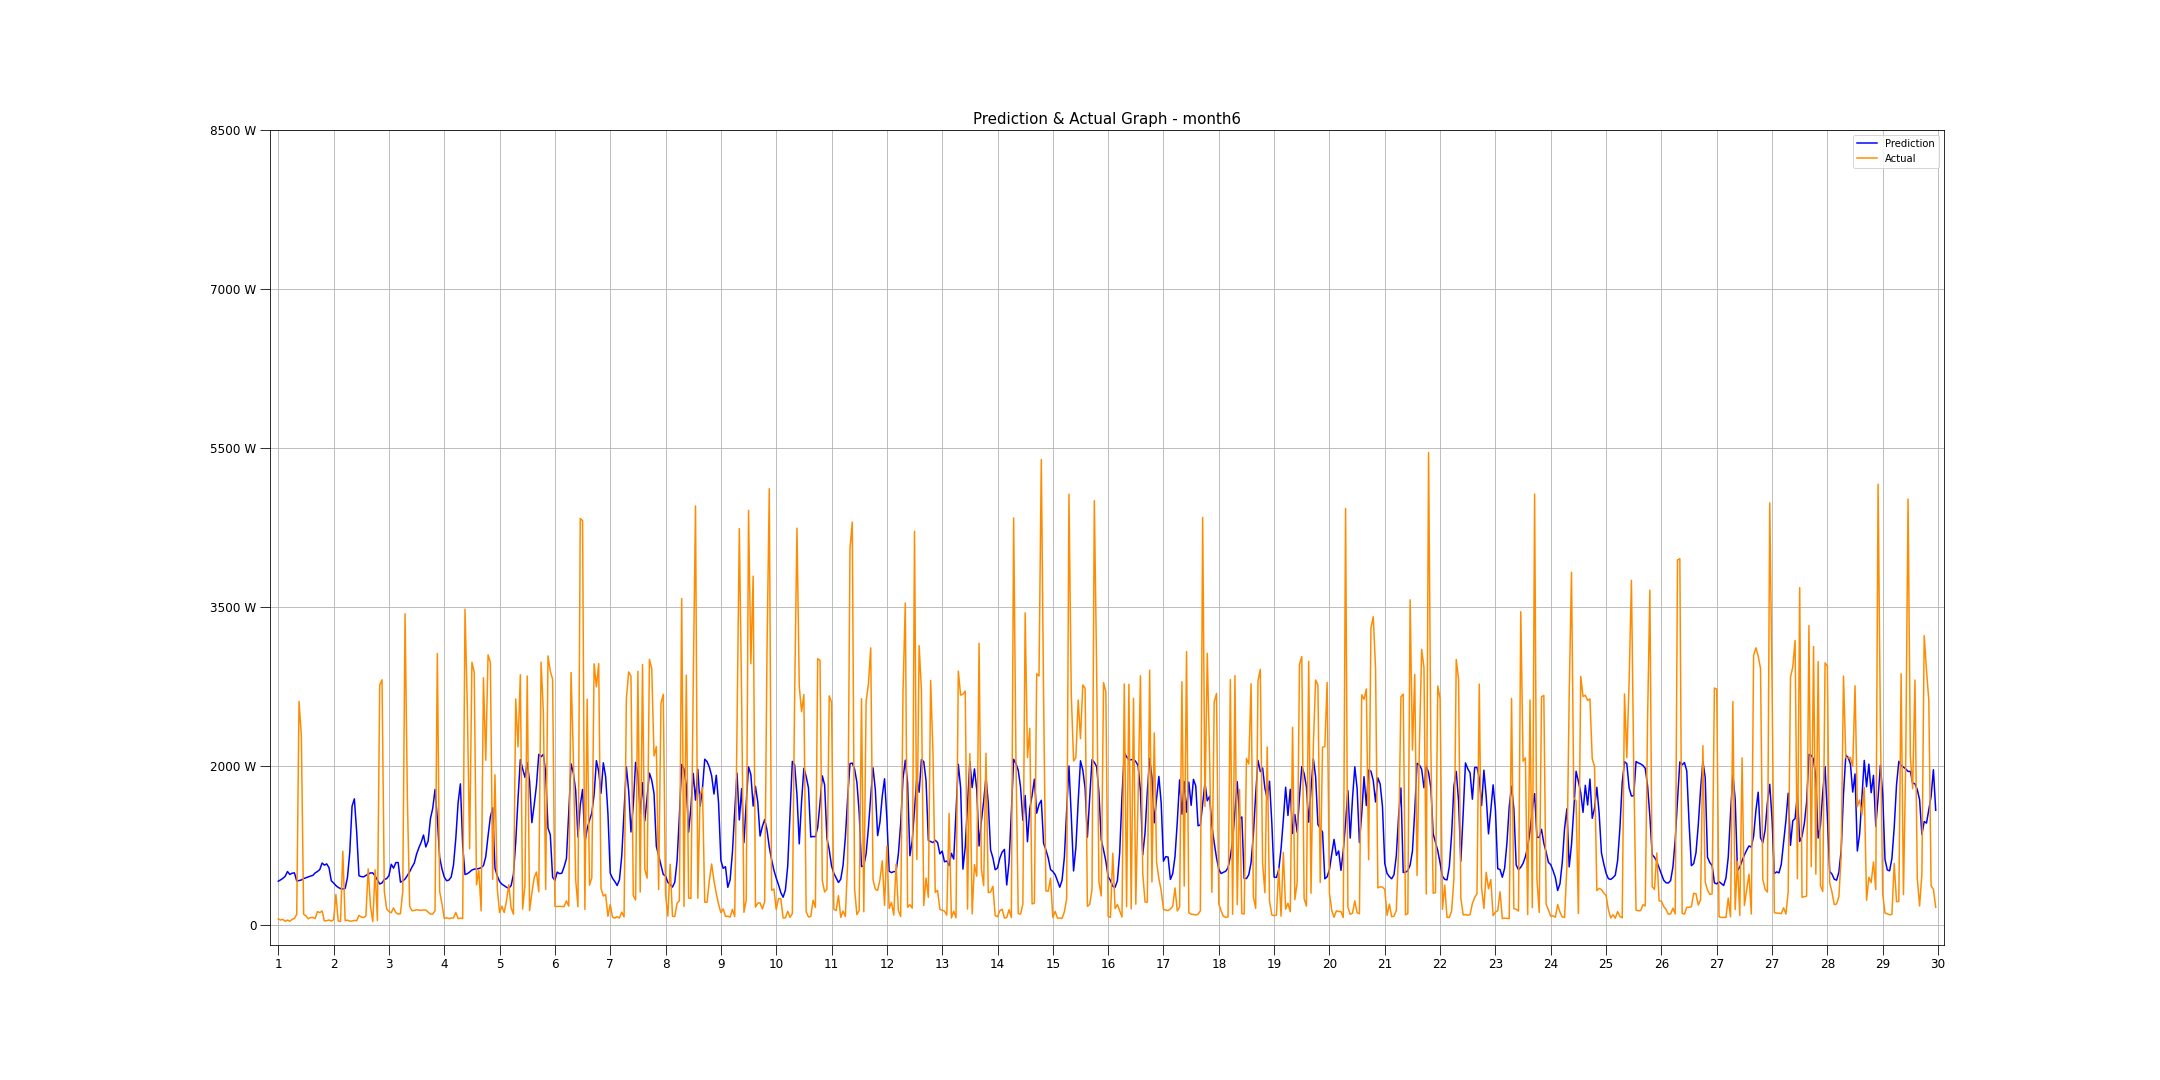 Prediction & Actual Graph - month6
8500 W
Prediction
Actual
7000 W
5500 W
3500 W
2000 W
0
1 2 3 4 5 6 7 8 9 10 11 12 13 14 15 16 17 18 19 20 21 22 23 24 25 26 27 27 28 29 30